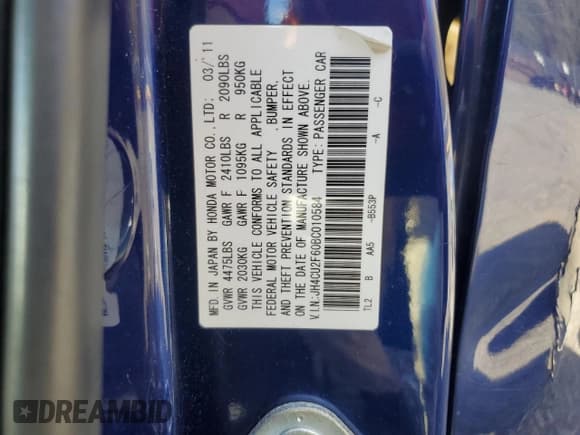 MFD. IN JAPAN BY HONDA MOTOR CO., LTD: 03/'11
GVWR 4475LBS GAWR F 2410LBS R 2090LBS
GVWR 2030KG GAWR F 1095KG R 950KG
THIS VEHICLE CONFORMS TO ALL APPLICABLE
FEDERAL MOTOR VEHICLE SAFETY , BUMPER,
AND THEFT PREVENTION STANDARDS IN EFFECT
ON THE DATE OF MANUFACTURE SHOWN ABOVE.
V.I.N.:JH4CU2F60BC010584 TYPE: PASSENGER CAR
TL2 B AA5 -B553P -A -C
DREAMBID